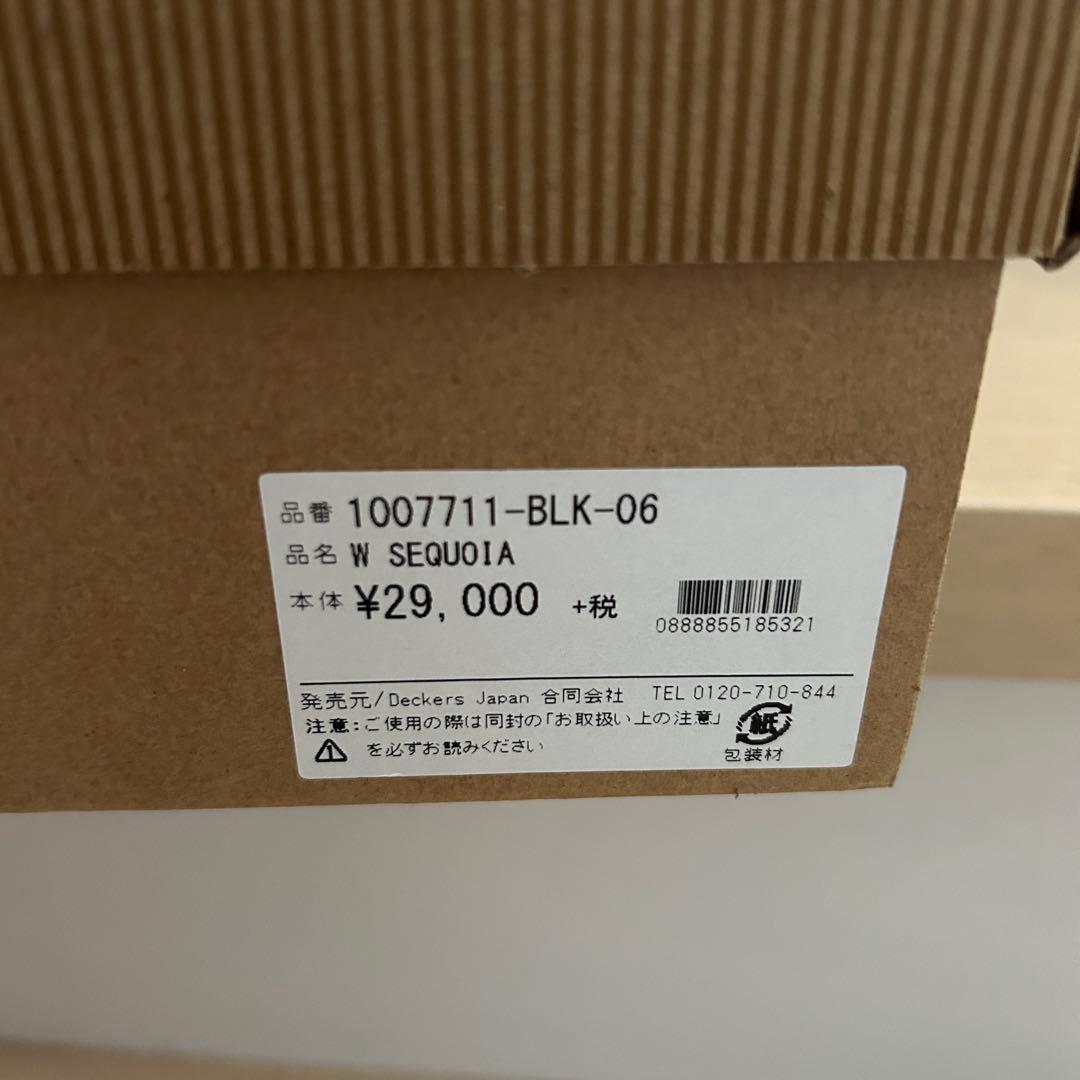 品番 1007711-BLK-06
品名 W SEQUOIA
本体 ¥29,000 +税
0888855185321
発売元/Deckers Japan 合同会社 TEL 0120-710-844
注意:ご使用の際は同封の「お取扱い上の注意」
を必ずお読みください
紙
包装材